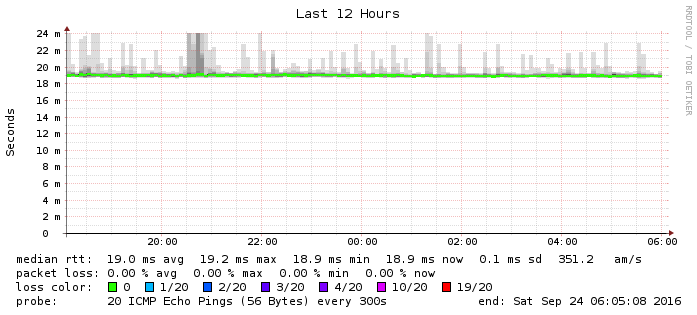 Last 12 Hours
RRDTOOL / TOBI OETIKER
Seconds
24 m
22 m
20 m
18 m
16 m
14 m
12 m
10 m
8 m
6 m
4 m
2 m
0
20:00 22:00 00:00 02:00 04:00 06:00
median rtt: 19.0 ms avg 19.2 ms max 18.9 ms min 18.9 ms now 0.1 ms sd 351.2 am/s
packet loss: 0.00 % avg 0.00 % max 0.00 % min 0.00 % now
loss color: 0 1/20 2/20 3/20 4/20 10/20 19/20
probe: 20 ICMP Echo Pings (56 Bytes) every 300s end: Sat Sep 24 06:05:08 2016